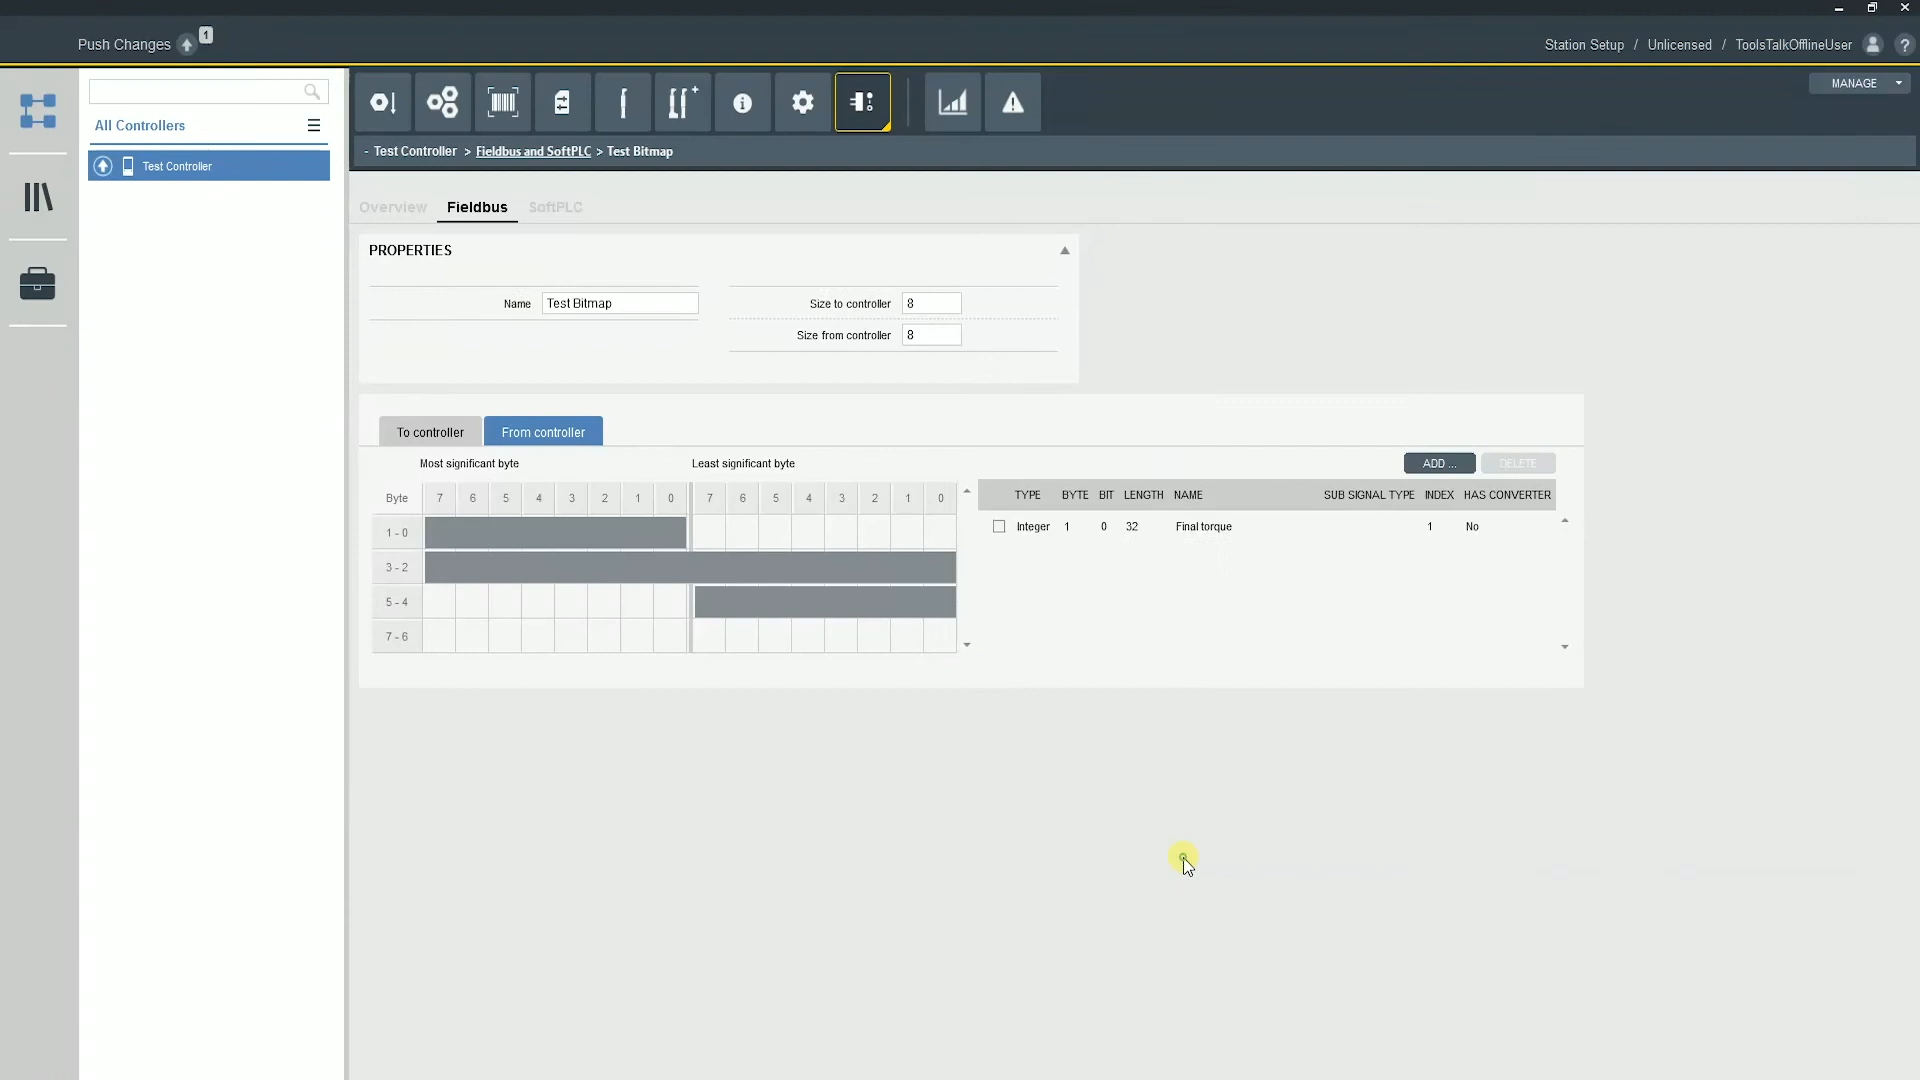 Push Changes 1
Station Setup / Unlicensed / ToolsTalkOfflineUser ?
MANAGE
All Controllers
Test Controller
- Test Controller > Fieldbus and SoftPLC > Test Bitmap
Overview Fieldbus SoftPLC
PROPERTIES
Name Test Bitmap
Size to controller 8
Size from controller 8
To controller From controller
Most significant byte Least significant byte
ADD ... DELETE
Byte 7 6 5 4 3 2 1 0 7 6 5 4 3 2 1 0
TYPE BYTE BIT LENGTH NAME SUB SIGNAL TYPE INDEX HAS CONVERTER
Integer 1 0 32 Final torque 1 No
1 - 0
3 - 2
5 - 4
7 - 6